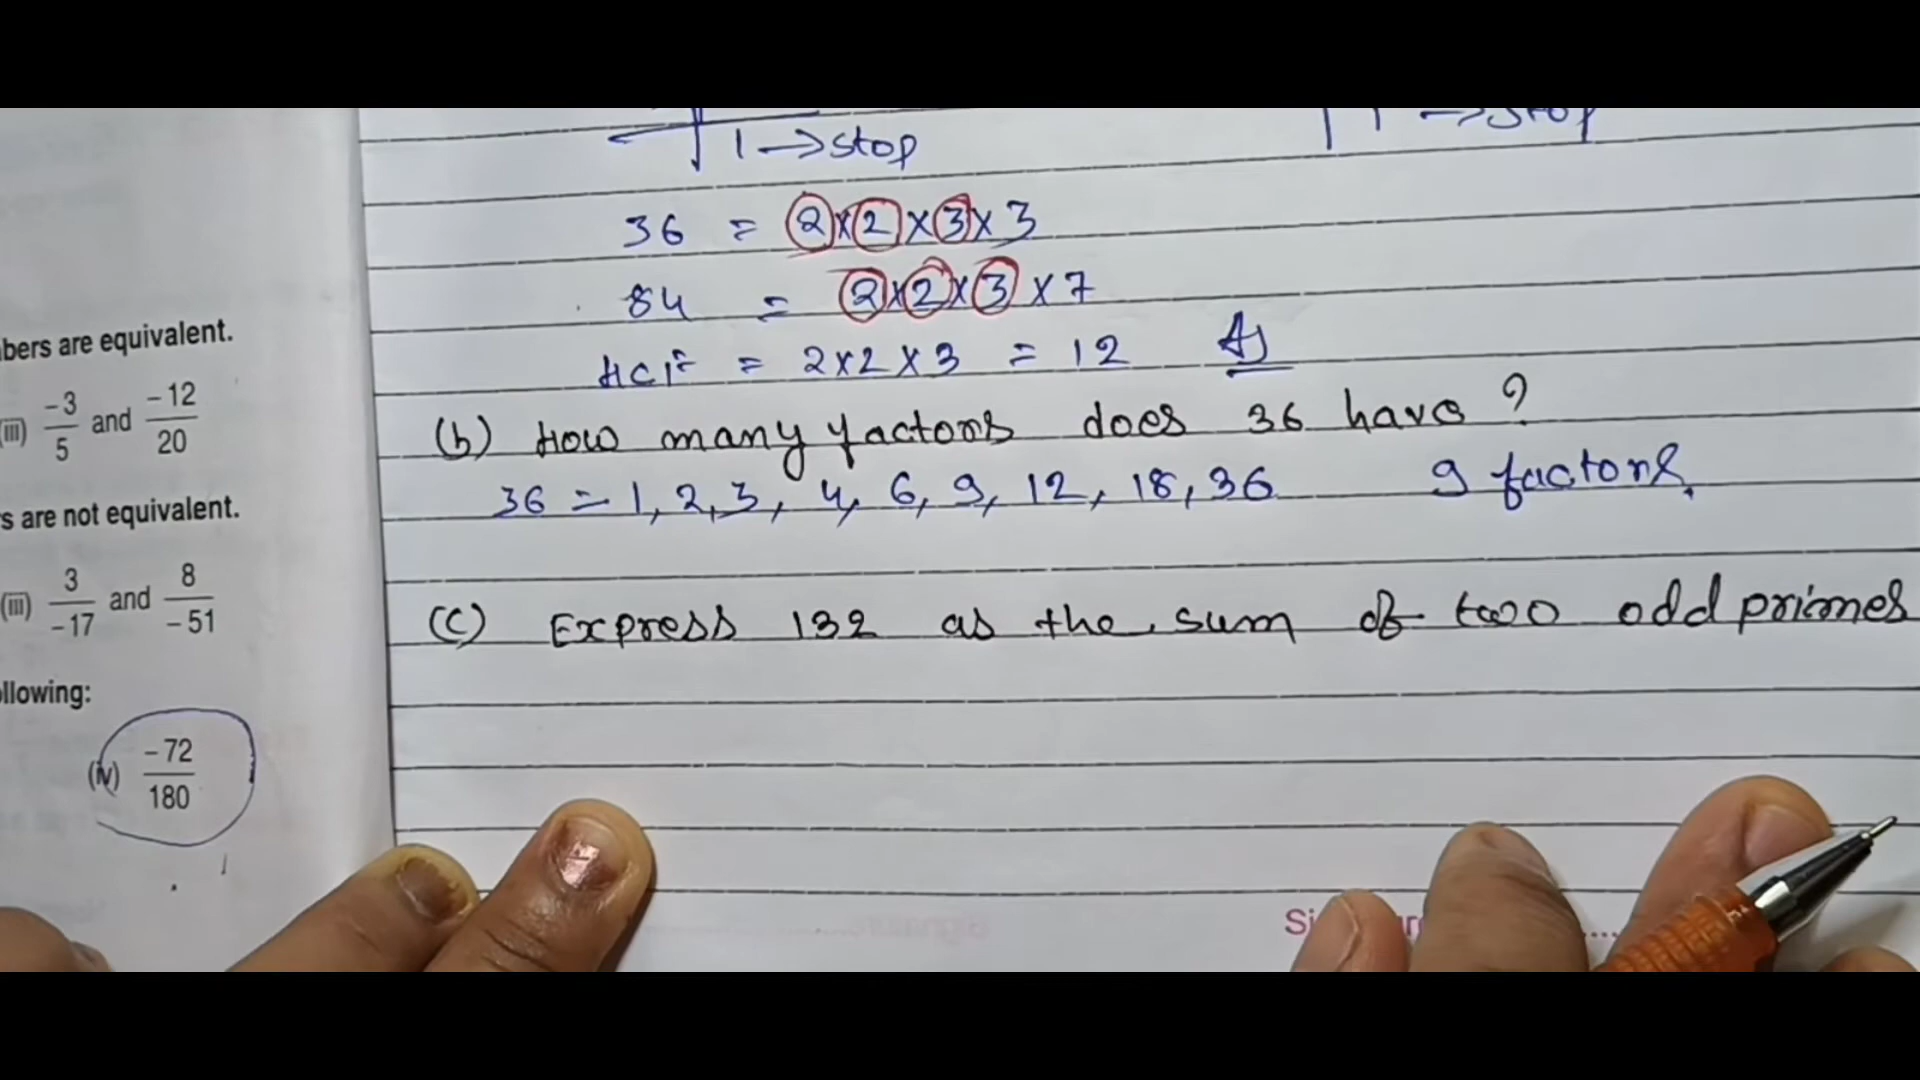 1 → stop
1 → stop
36 = 2×2×3×3
84 = 2×2×3×7
HCF = 2×2×3 = 12
(b) How many factors does 36 have ?
36 = 1, 2, 3, 4, 6, 9, 12, 18, 36 9 factors.
(c) Express 132 as the sum of two odd primes
bers are equivalent.
(iii) -3/5 and -12/20
s are not equivalent.
(iii) 3/-17 and 8/-51
llowing:
(iv) -72/180